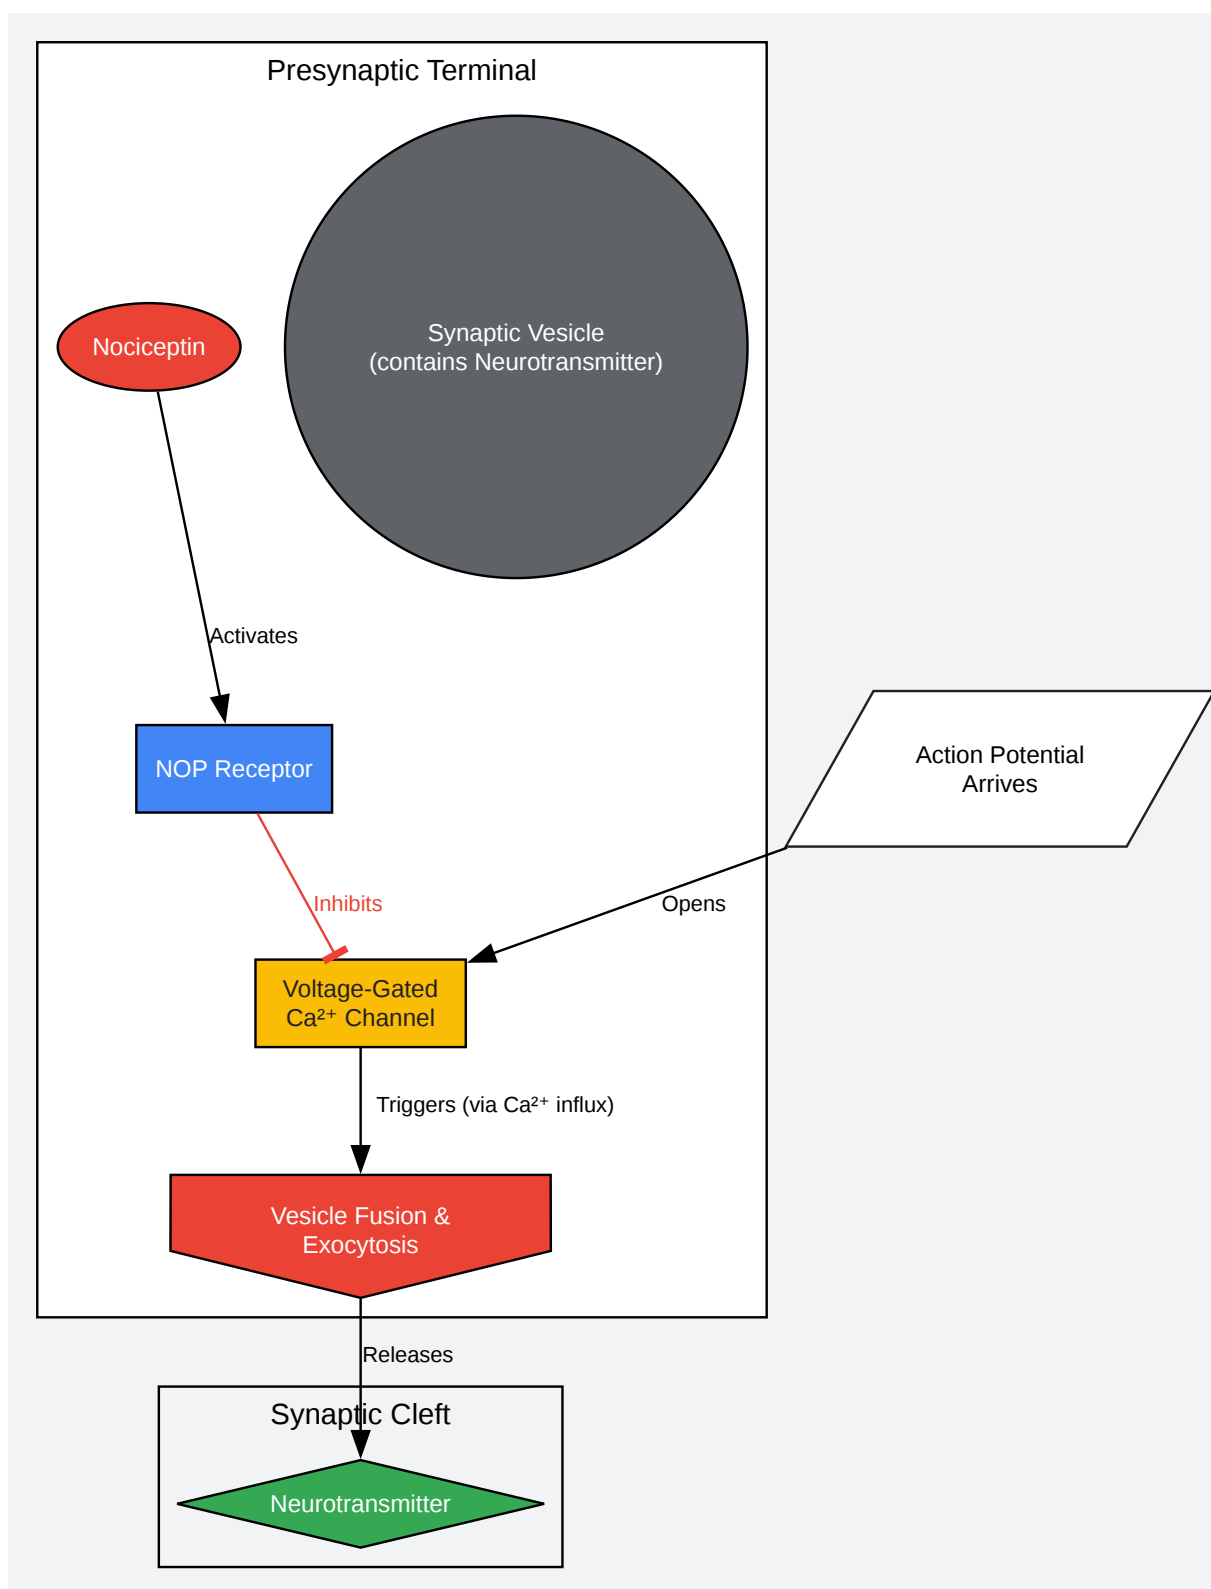 Presynaptic Terminal
Synaptic Vesicle
(contains Neurotransmitter)
Nociceptin
Activates
NOP Receptor
Action Potential
Arrives
Inhibits
Opens
Voltage-Gated
Ca²⁺ Channel
Triggers (via Ca²⁺ influx)
Vesicle Fusion &
Exocytosis
Releases
Synaptic Cleft
Neurotransmitter